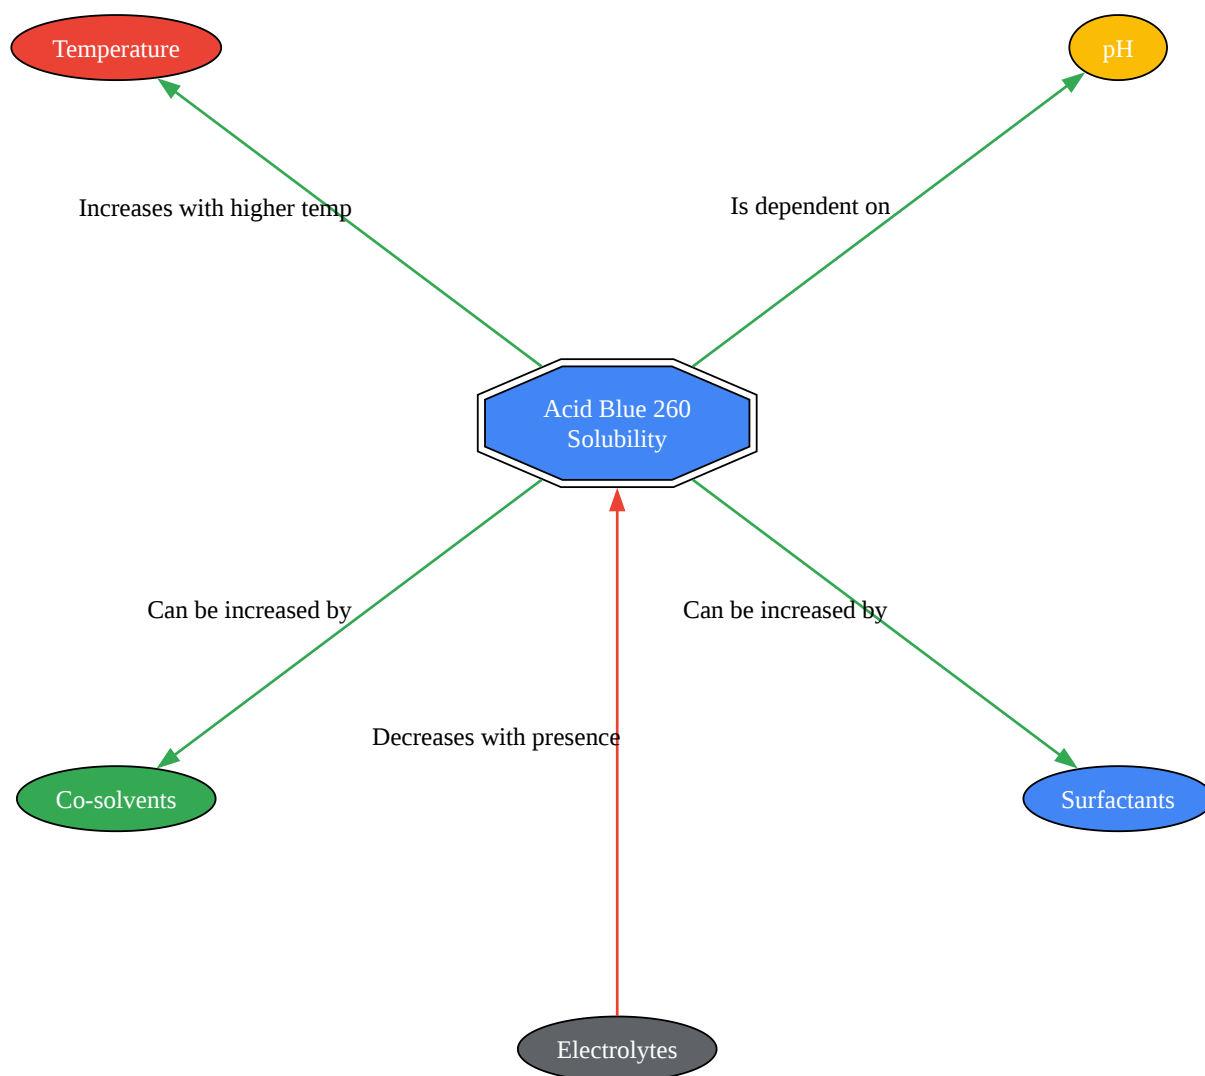 Temperature
pH
Increases with higher temp
Is dependent on
Acid Blue 260
Solubility
Can be increased by
Can be increased by
Decreases with presence
Co-solvents
Surfactants
Electrolytes